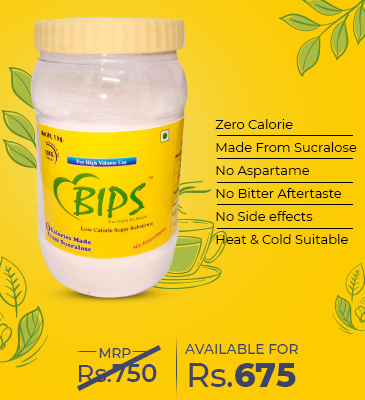 Net Wt. 1 kg.
For High Volume Use
BIPS
Low Calorie Sugar Substitute
0 Calories Made
From Sucralose
No Aspartame
Zero Calorie
Made From Sucralose
No Aspartame
No Bitter Aftertaste
No Side effects
Heat & Cold Suitable
MRP
Rs.750
AVAILABLE FOR
Rs.675